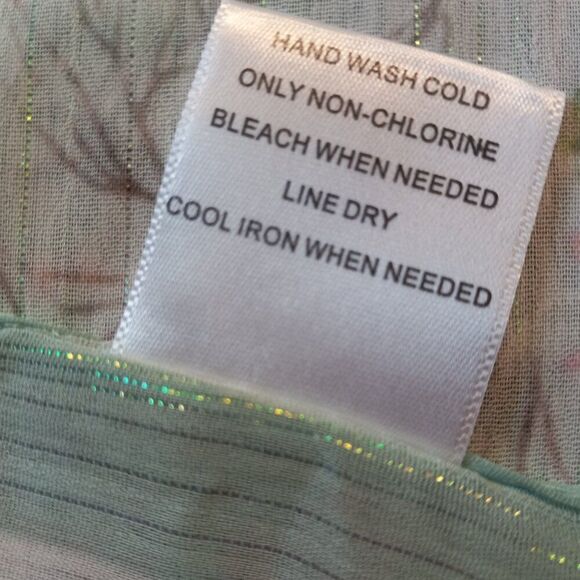 HAND WASH COLD
ONLY NON-CHLORINE
BLEACH WHEN NEEDED
LINE DRY
COOL IRON WHEN NEEDED